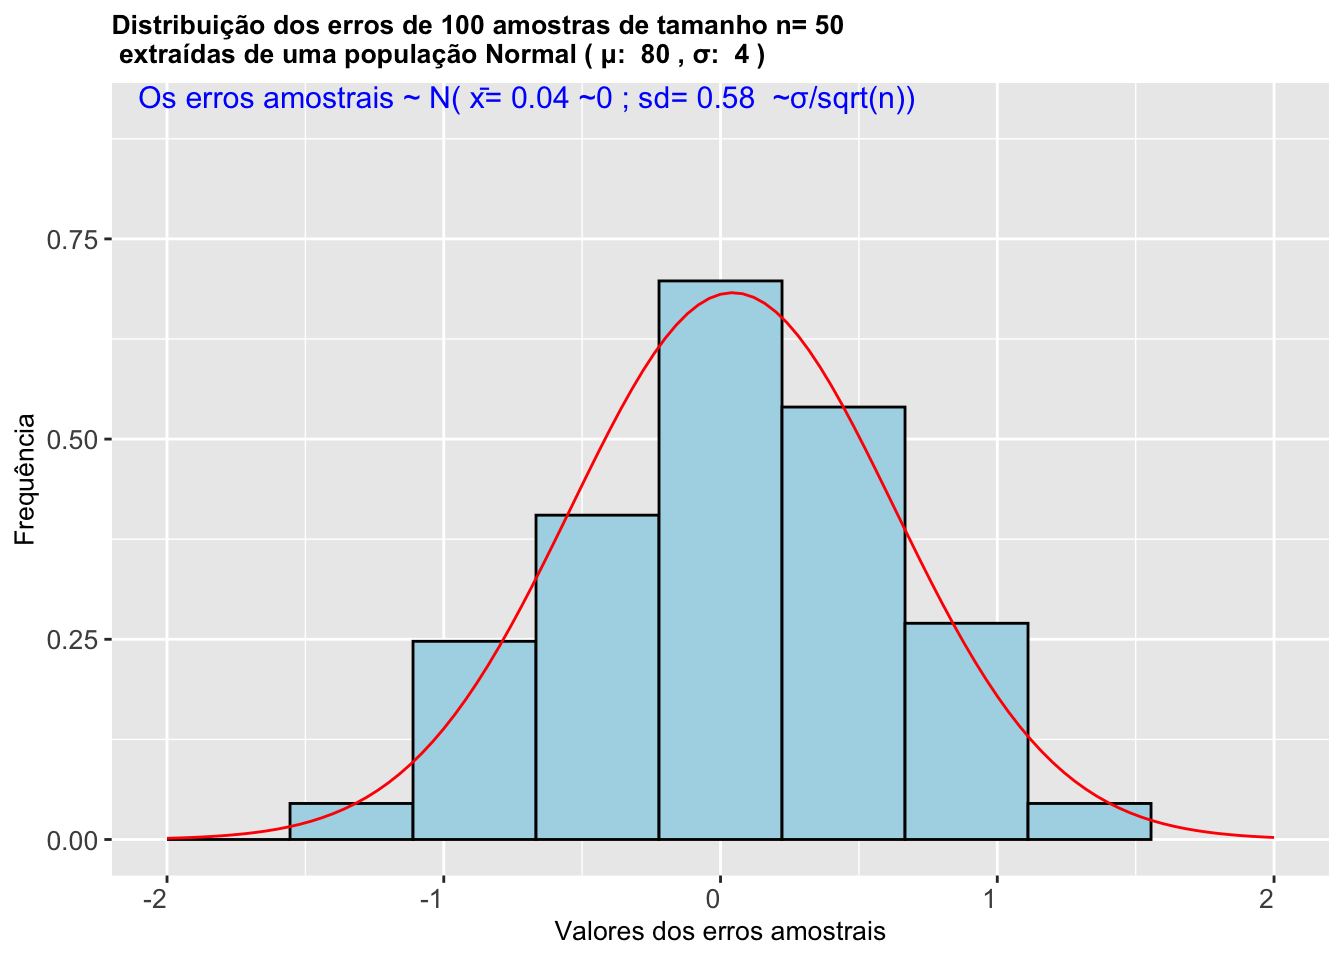 Distribuição dos erros de 100 amostras de tamanho n= 50
extraídas de uma população Normal ( μ:  80 , σ:  4 )
Os erros amostrais ~ N( x̄= 0.04 ~0 ; sd= 0.58  ~σ/sqrt(n))
0.75
0.50
0.25
0.00
Frequência
-2
-1
0
1
2
Valores dos erros amostrais